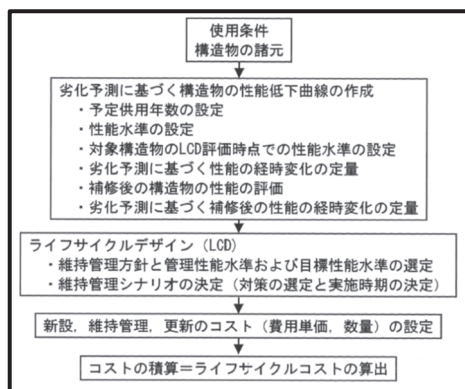 使用条件
構造物の諸元
劣化予測に基づく構造物の性能低下曲線の作成
・予定供用年数の設定
・性能水準の設定
・対象構造物のLCD評価時点での性能水準の設定
・劣化予測に基づく性能の経時変化の定量
・補修後の構造物の性能の評価
・劣化予測に基づく補修後の性能の経時変化の定量
ライフサイクルデザイン(LCD)
・維持管理方針と管理性能水準および目標性能水準の選定
・維持管理シナリオの決定(対策の選定と実施時期の決定)
新設,維持管理,更新のコスト(費用単価,数量)の設定
コストの積算=ライフサイクルコストの算出